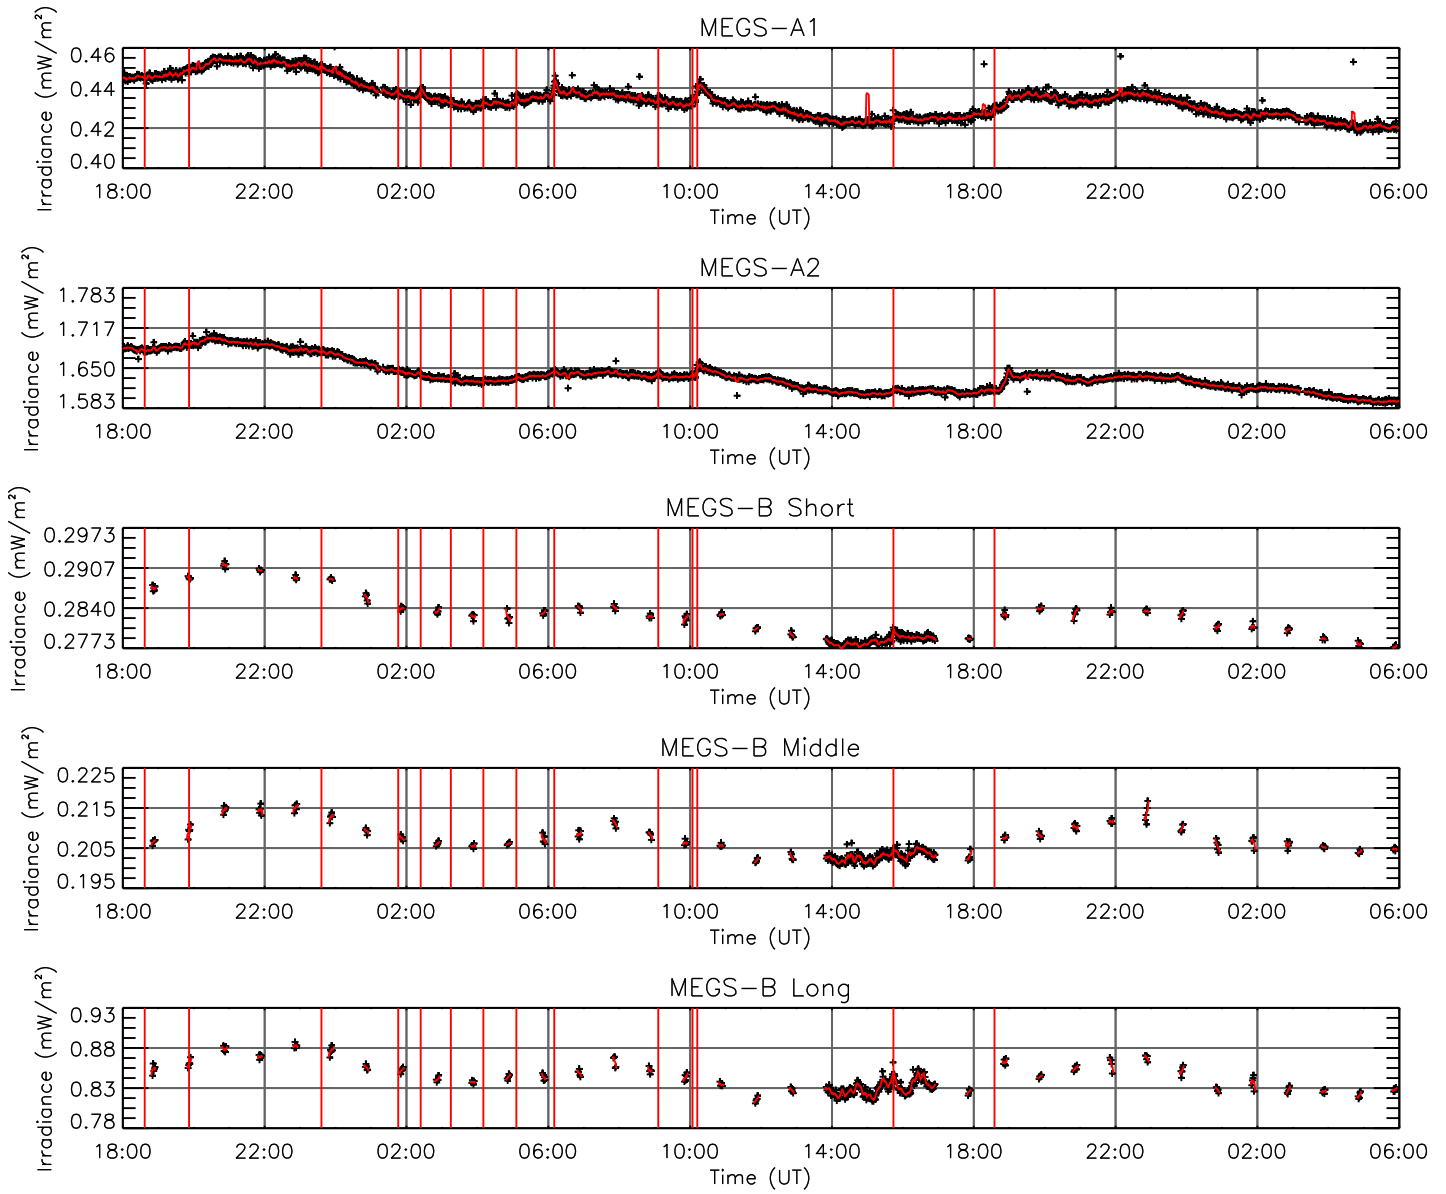 MEGS-A1
Irradiance (mW/m²)
0.46
0.44
0.42
0.40
18:00 22:00 02:00 06:00 10:00 14:00 18:00 22:00 02:00 06:00
Time (UT)
MEGS-A2
Irradiance (mW/m²)
1.783
1.717
1.650
1.583
18:00 22:00 02:00 06:00 10:00 14:00 18:00 22:00 02:00 06:00
Time (UT)
MEGS-B Short
Irradiance (mW/m²)
0.2973
0.2907
0.2840
0.2773
18:00 22:00 02:00 06:00 10:00 14:00 18:00 22:00 02:00 06:00
Time (UT)
MEGS-B Middle
Irradiance (mW/m²)
0.225
0.215
0.205
0.195
18:00 22:00 02:00 06:00 10:00 14:00 18:00 22:00 02:00 06:00
Time (UT)
MEGS-B Long
Irradiance (mW/m²)
0.93
0.88
0.83
0.78
18:00 22:00 02:00 06:00 10:00 14:00 18:00 22:00 02:00 06:00
Time (UT)